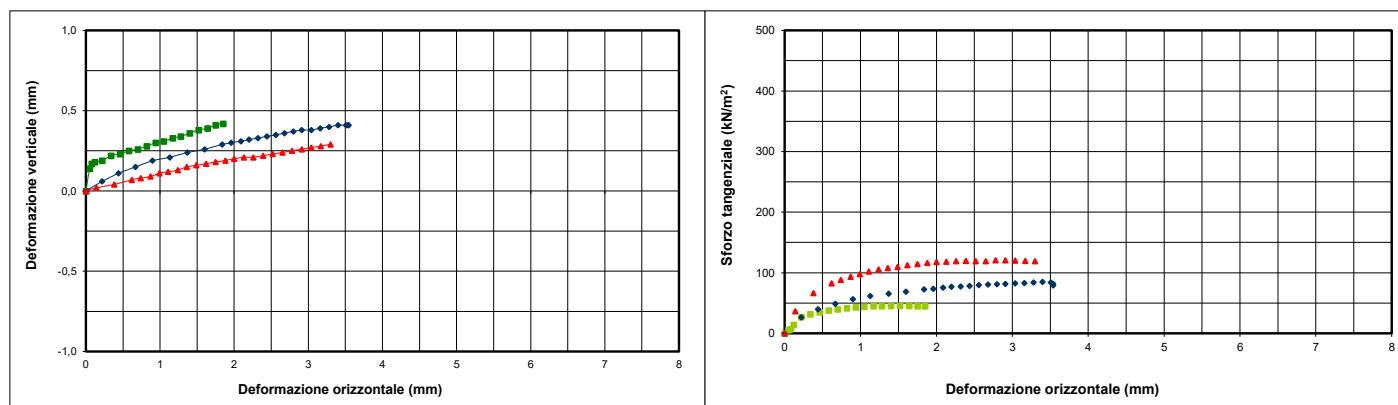 1,0
0,5
0,0
-0,5
-1,0
Deformazione verticale (mm)
0 1 2 3 4 5 6 7 8
Deformazione orizzontale (mm)
500
400
300
200
100
0
Sforzo tangenziale (kN/m²)
0 1 2 3 4 5 6 7 8
Deformazione orizzontale (mm)